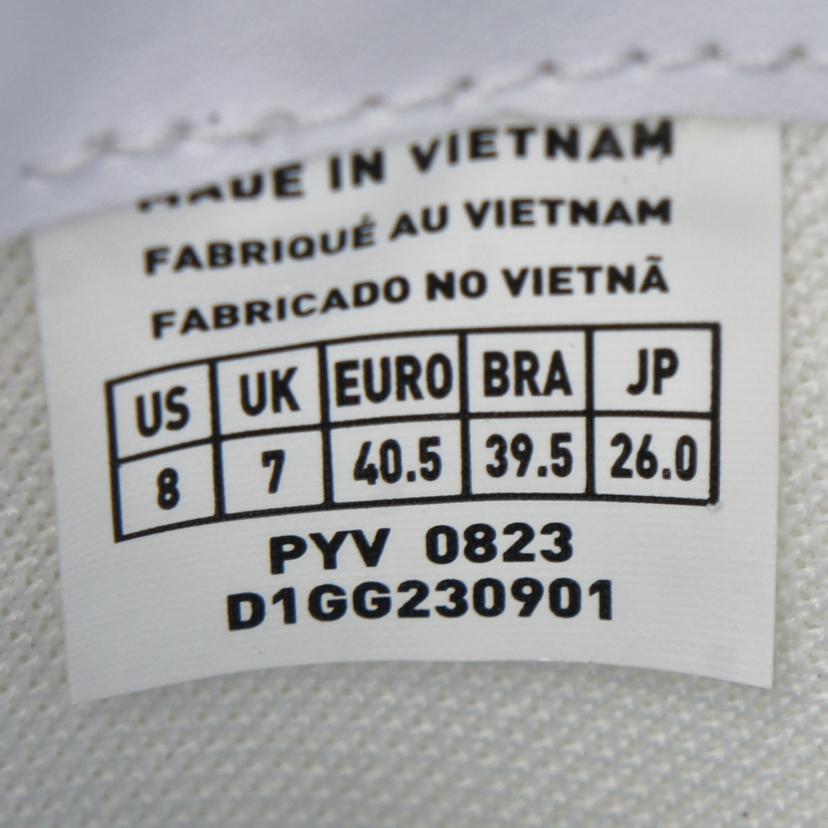 MADE IN VIETNAM
FABRIQUÉ AU VIETNAM
FABRICADO NO VIETNÃ
US UK EURO BRA JP
8 7 40.5 39.5 26.0
PYV 0823
D1GG230901